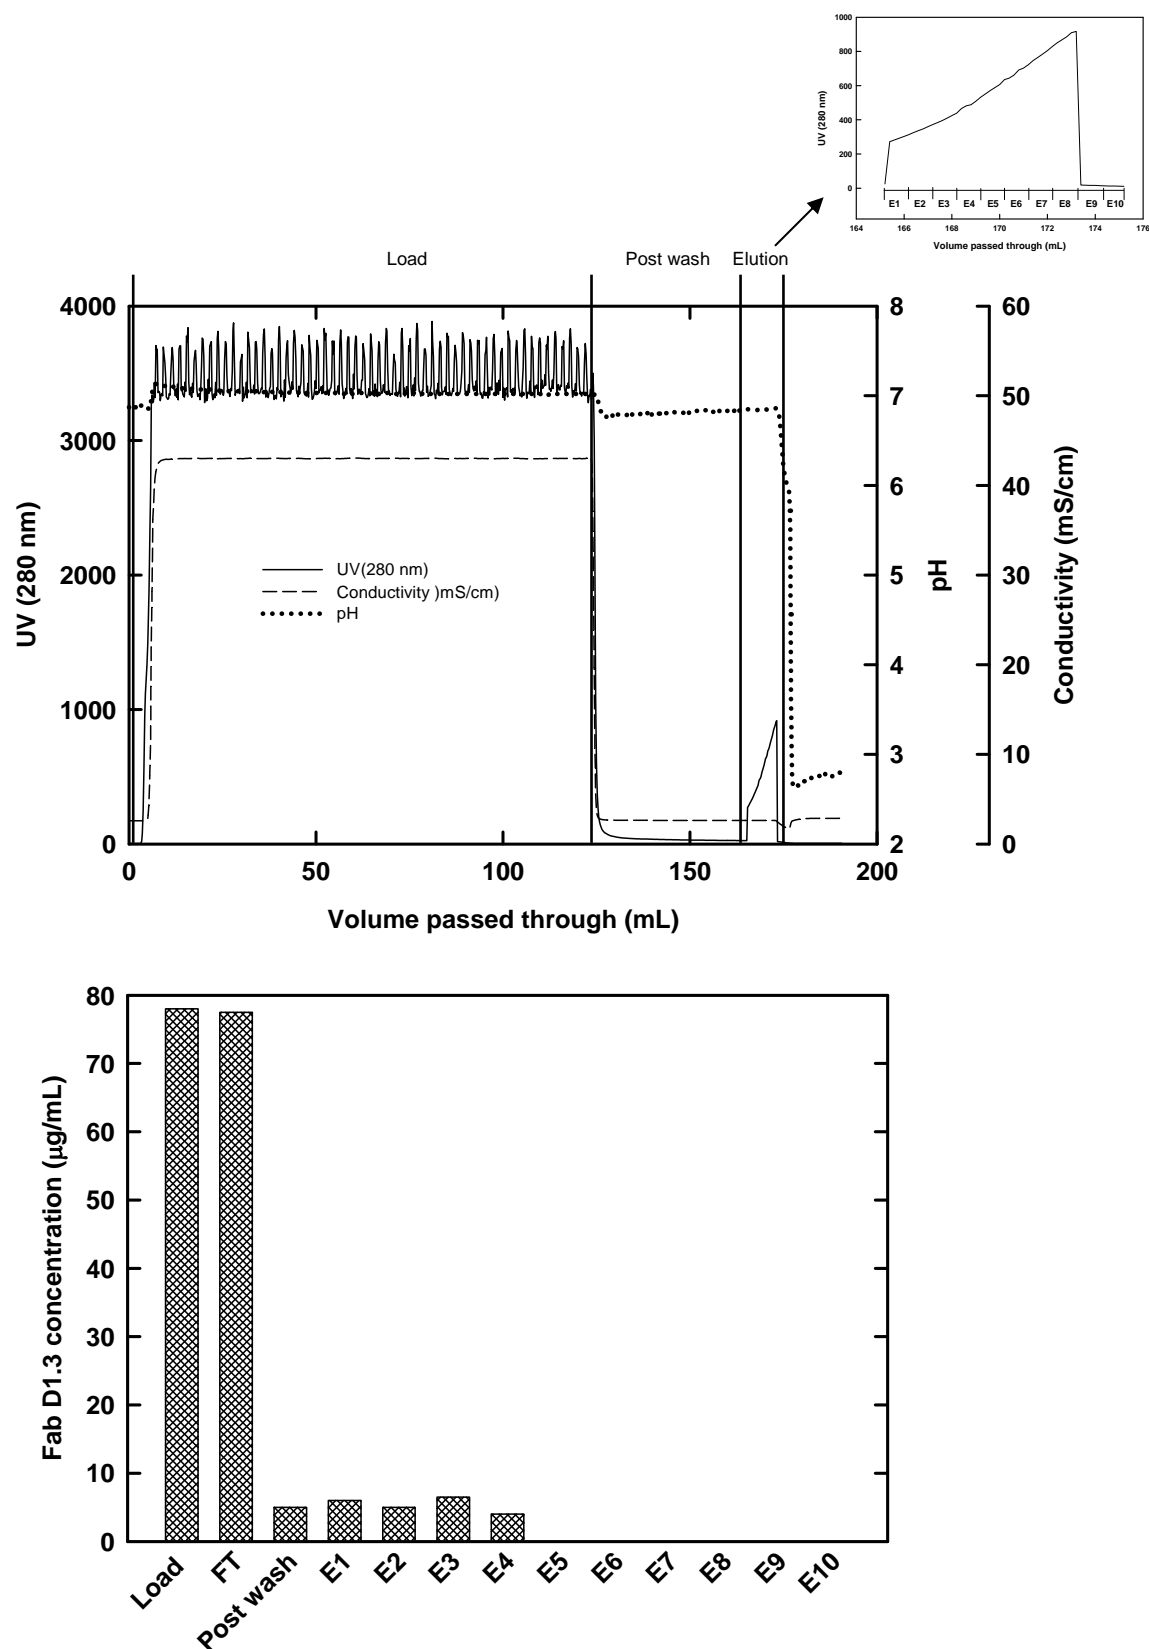 1000
800
600
400
200
0
UV (280 nm)
E1 E2 E3 E4 E5 E6 E7 E8 E9 E10
164 166 168 170 172 174 176
Volume passed through (mL)
Load Post wash Elution
4000
3000
2000
1000
0
UV (280 nm)
8
7
6
5
4
3
2
pH
60
50
40
30
20
10
0
Conductivity (mS/cm)
UV(280 nm)
Conductivity )mS/cm)
pH
0 50 100 150 200
Volume passed through (mL)
80
70
60
50
40
30
20
10
0
Fab D1.3 concentration (µg/mL)
Load FT Post wash E1 E2 E3 E4 E5 E6 E7 E8 E9 E10